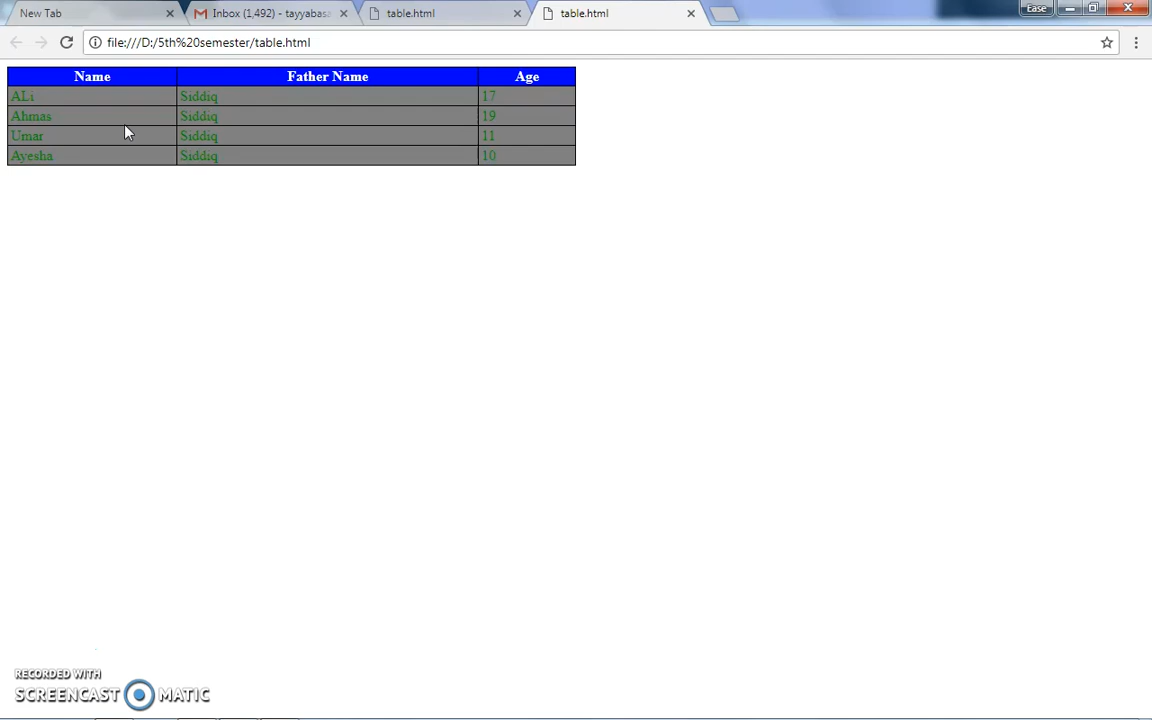 New Tab Inbox (1,492) - tayyabasa table.html table.html Ease
file:///D:/5th%20semester/table.html
Name Father Name Age
ALi Siddiq 17
Ahmas Siddiq 19
Umar Siddiq 11
Ayesha Siddiq 10
RECORDED WITH
SCREENCAST MATIC